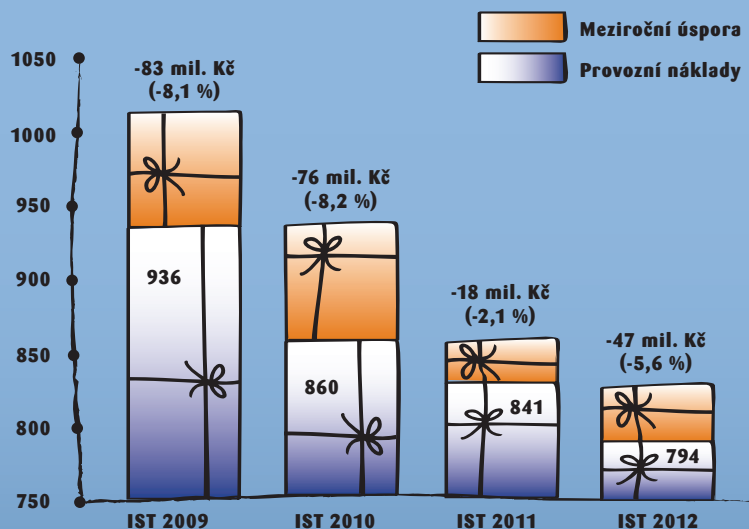 Meziroční úspora
Provozní náklady
1050
1000
950
900
850
800
750
-83 mil. Kč
(-8,1 %)
936
-76 mil. Kč
(-8,2 %)
860
-18 mil. Kč
(-2,1 %)
841
-47 mil. Kč
(-5,6 %)
794
IST 2009
IST 2010
IST 2011
IST 2012